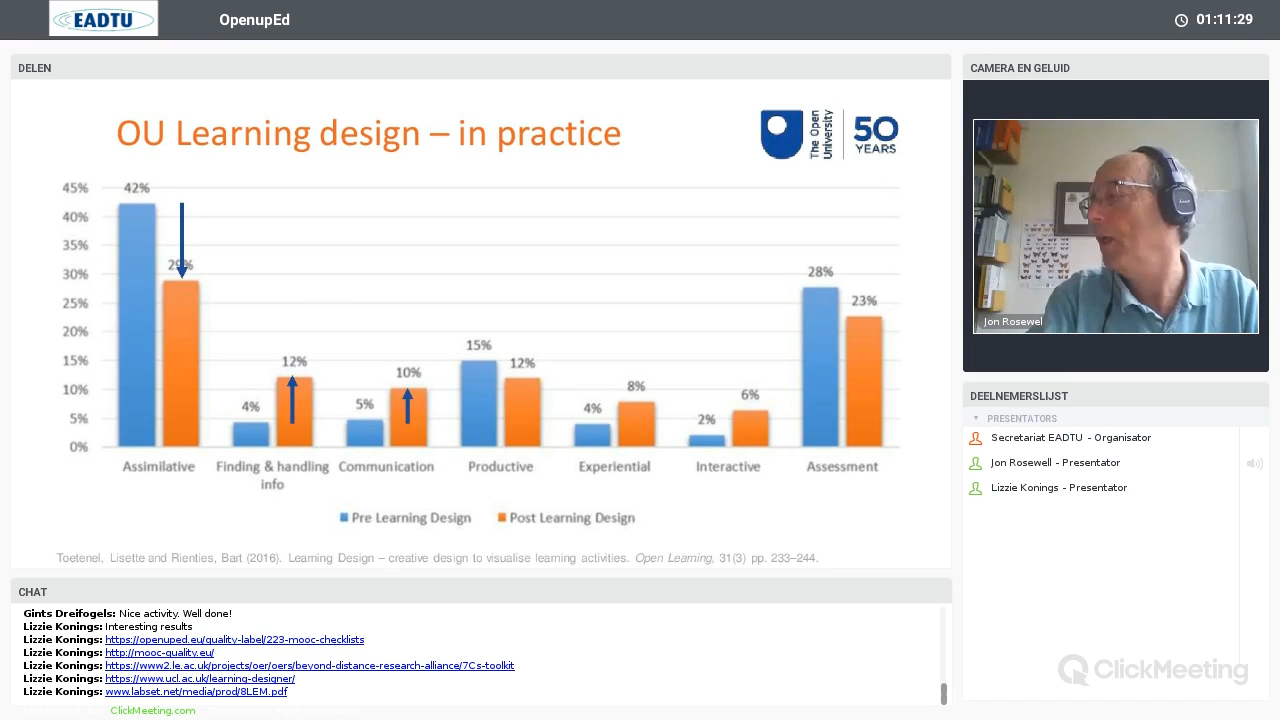 EADTU
OpenupEd
01:11:29
DELEN
CAMERA EN GELUID
OU Learning design – in practice
The Open
University
50
YEARS
45%
40%
35%
30%
25%
20%
15%
10%
5%
0%
42%
29%
4%
12%
5%
10%
15%
12%
4%
8%
2%
6%
28%
23%
Assimilative
Finding & handling
info
Communication
Productive
Experiential
Interactive
Assessment
Pre Learning Design
Post Learning Design
Toetenel, Lisette and Rienties, Bart (2016). Learning Design – creative design to visualise learning activities. Open Learning, 31(3) pp. 233–244.
Jon Rosewel
DEELNEMERSLIJST
PRESENTATORS
Secretariat EADTU - Organisator
Jon Rosewell - Presentator
Lizzie Konings - Presentator
CHAT
Gints Dreifogels: Nice activity. Well done!
Lizzie Konings: Interesting results
Lizzie Konings: https://openuped.eu/quality-label/223-mooc-checklists
Lizzie Konings: http://mooc-quality.eu/
Lizzie Konings: https://www2.le.ac.uk/projects/oer/oers/beyond-distance-research-alliance/7Cs-toolkit
Lizzie Konings: https://www.ucl.ac.uk/learning-designer/
Lizzie Konings: www.labset.net/media/prod/8LEM.pdf
ClickMeeting.com
ClickMeeting